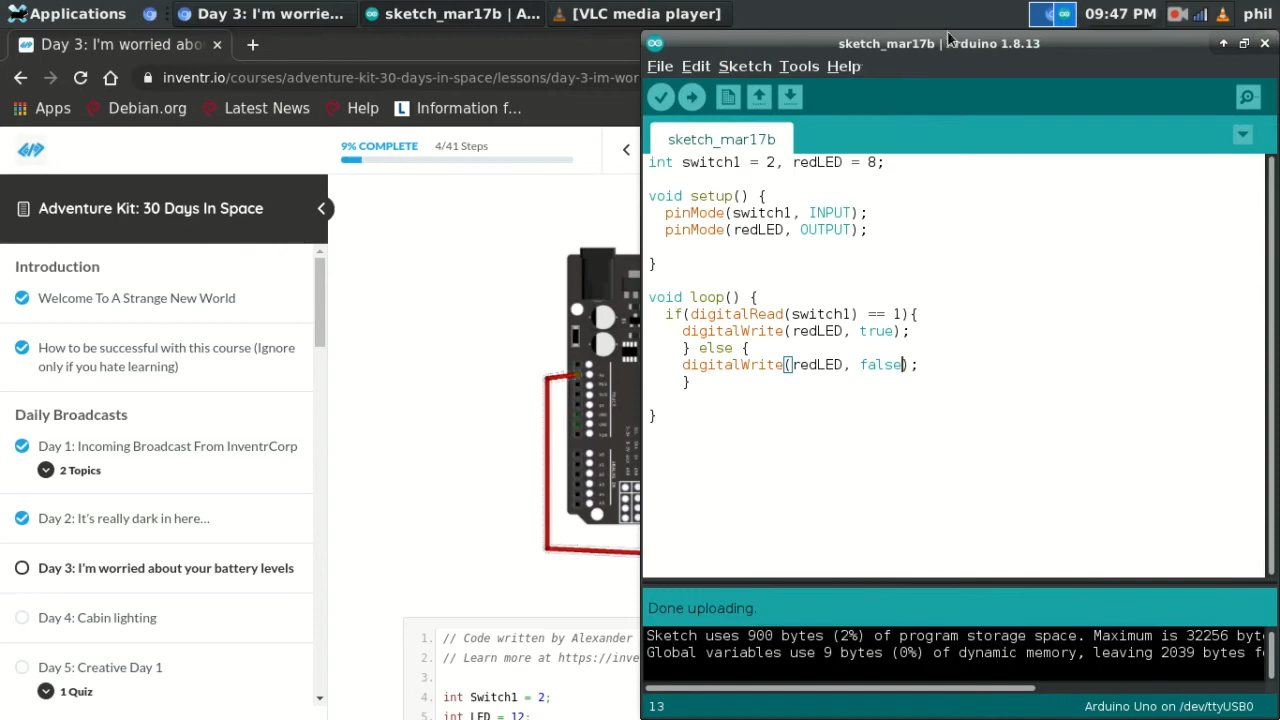 Applications
Day 3: I'm worrie...
sketch_mar17b | A...
[VLC media player]
09:47 PM
phil
Day 3: I'm worried abo
inventr.io/courses/adventure-kit-30-days-in-space/lessons/day-3-im-wor
Apps
Debian.org
Latest News
Help
Information f...
9% COMPLETE
4/41 Steps
Adventure Kit: 30 Days In Space
Introduction
Welcome To A Strange New World
How to be successful with this course (Ignore
only if you hate learning)
Daily Broadcasts
Day 1: Incoming Broadcast From InventrCorp
2 Topics
Day 2: It's really dark in here...
Day 3: I'm worried about your battery levels
Day 4: Cabin lighting
Day 5: Creative Day 1
1 Quiz
1. // Code written by Alexander
2. // Learn more at https://inve
3.
4. int Switch1 = 2;
5. int LED = 12;
sketch_mar17b | Arduino 1.8.13
File Edit Sketch Tools Help
sketch_mar17b
int switch1 = 2, redLED = 8;
void setup() {
pinMode(switch1, INPUT);
pinMode(redLED, OUTPUT);
}
void loop() {
if(digitalRead(switch1) == 1){
digitalWrite(redLED, true);
} else {
digitalWrite(redLED, false);
}
}
Done uploading.
Sketch uses 900 bytes (2%) of program storage space. Maximum is 32256 byt
Global variables use 9 bytes (0%) of dynamic memory, leaving 2039 bytes f
13
Arduino Uno on /dev/ttyUSB0